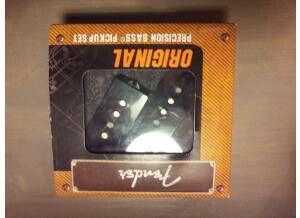 Fender
ORIGINAL
PRECISION BASS® PICKUP SET